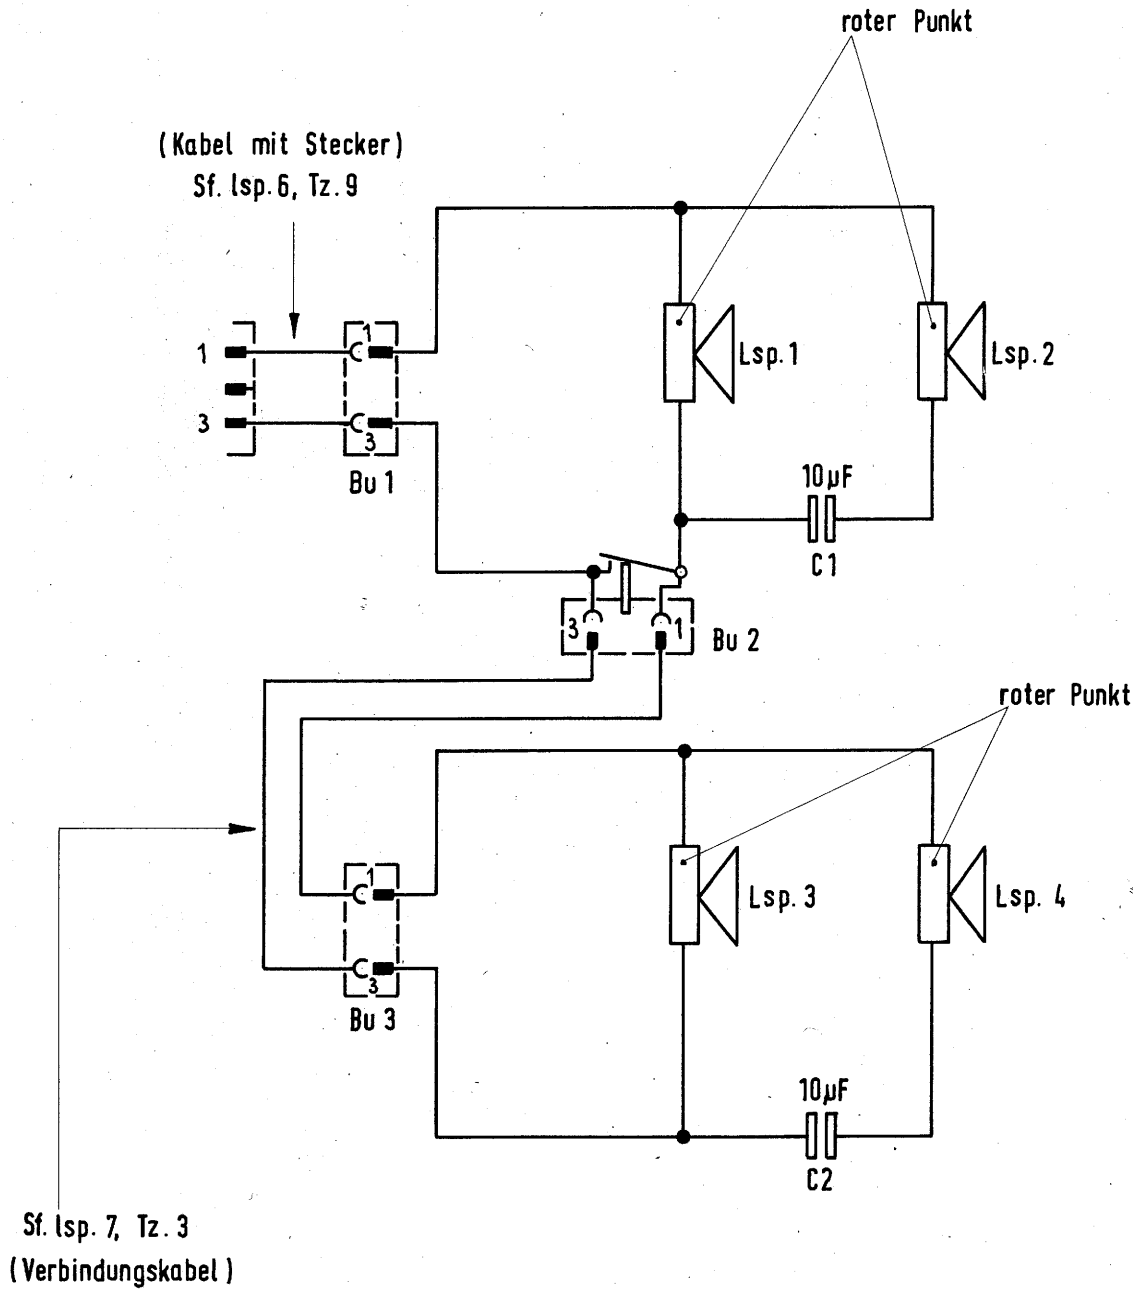 roter Punkt
(Kabel mit Stecker)
Sf. lsp. 6, Tz. 9
1
1
3
3
Bu 1
Lsp. 1
Lsp. 2
10µF
C1
3
1
Bu 2
roter Punkt
1
3
Bu 3
Lsp. 3
Lsp. 4
10µF
C2
Sf. lsp. 7, Tz. 3
(Verbindungskabel)